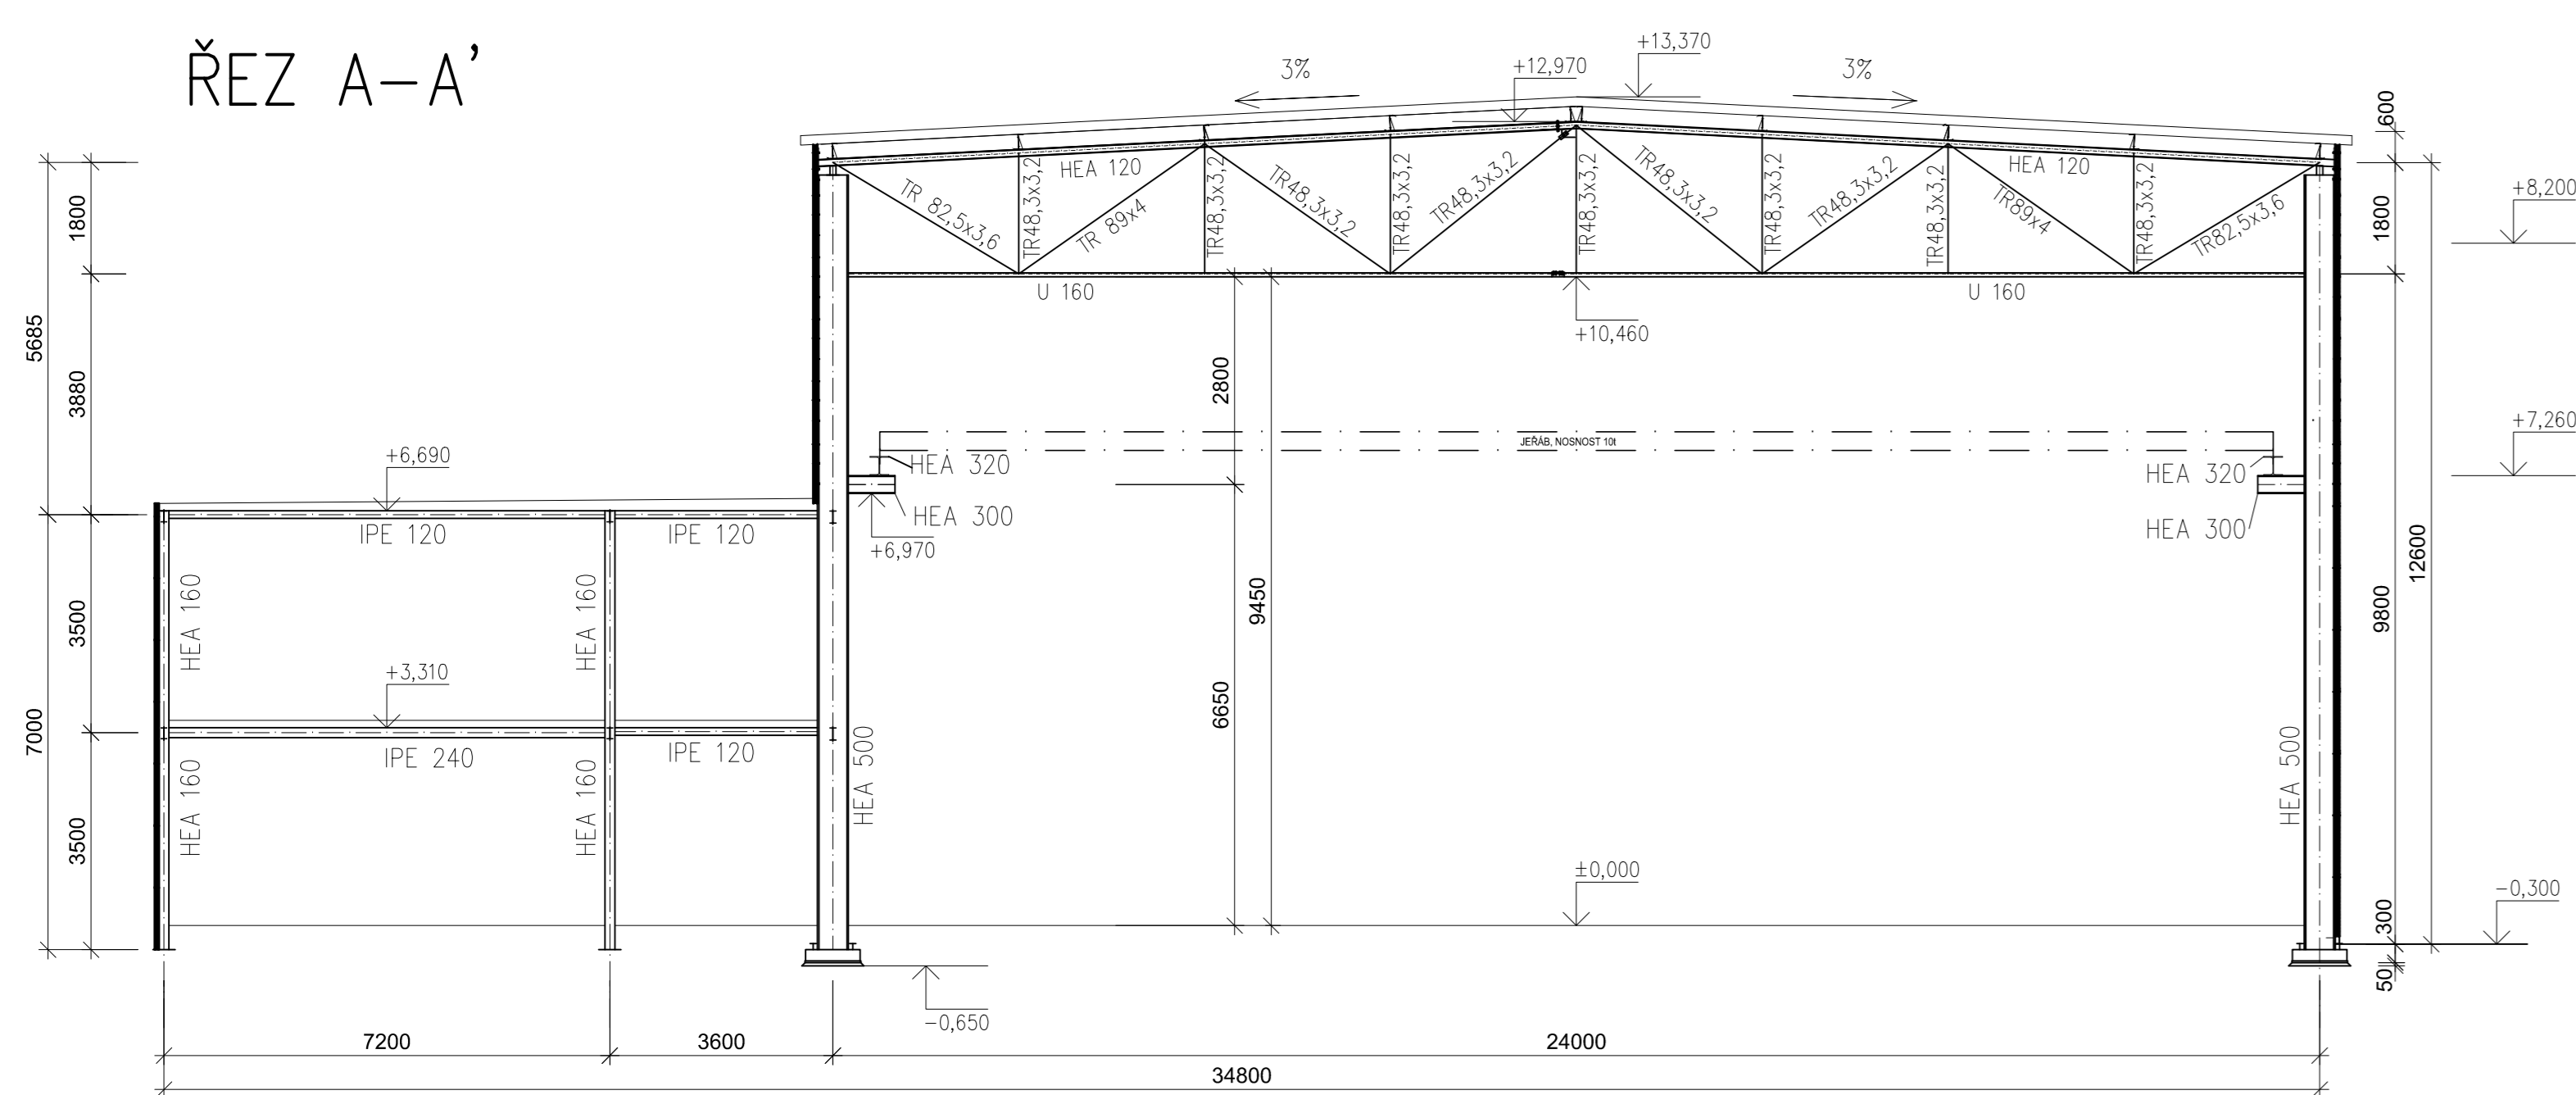 ŘEZ A-A'
3%
+12,970
+13,370
3%
600
1800
5685
3880
7000
3500
3500
TR 82,5x3,6
TR48,3x3,2
HEA 120
TR 89x4
TR48,3x3,2
TR48,3x3,2
TR48,3x3,2
TR48,3x3,2
TR48,3x3,2
TR48,3x3,2
TR48,3x3,2
TR48,3x3,2
TR48,3x3,2
HEA 120
TR89x4
TR48,3x3,2
TR82,5x3,6
1800
+8,200
U 160
U 160
+10,460
2800
JEŘÁB, NOSNOST 10t
+7,260
+6,690
HEA 320
HEA 320
HEA 300
HEA 300
+6,970
IPE 120
IPE 120
HEA 160
HEA 160
9450
6650
12600
9800
+3,310
IPE 240
IPE 120
HEA 160
HEA 160
HEA 500
HEA 500
±0,000
-0,300
300
50
-0,650
7200
3600
24000
34800